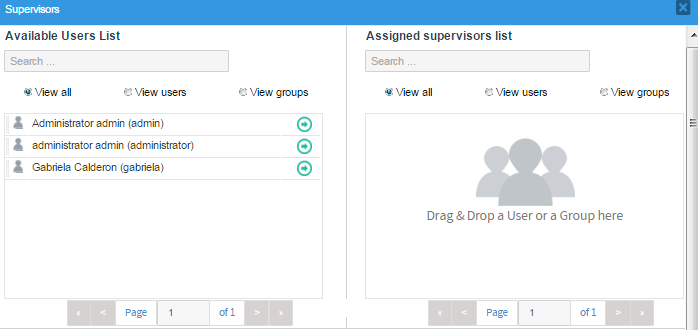 Supervisors
Available Users List
Search ...
View all
View users
View groups
Administrator admin (admin)
administrator admin (administrator)
Gabriela Calderon (gabriela)
« < Page 1 of 1 > »
Assigned supervisors list
Search ...
View all
View users
View groups
Drag & Drop a User or a Group here
« < Page 1 of 1 > »